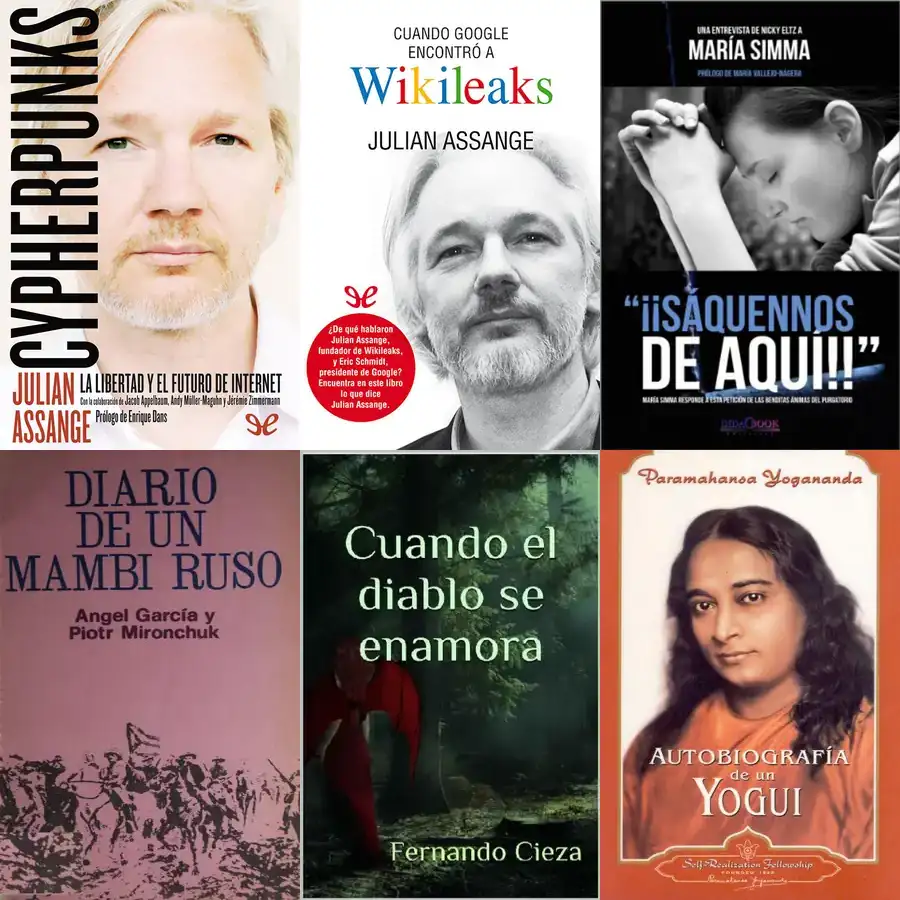 CYPHERPUNKS
JULIAN
ASSANGE
LA LIBERTAD Y EL FUTURO DE INTERNET
Con la colaboración de Jacob Appelbaum, Andy Müller-Maguhn y Jérémie Zimmermann
Prólogo de Enrique Dans
CUANDO GOOGLE
ENCONTRÓ A
Wikileaks
JULIAN ASSANGE
¿De qué hablaron
Julian Assange,
fundador de Wikileaks,
y Eric Schmidt,
presidente de Google?
Encuentra en este libro
lo que dice
Julian Assange.
UNA ENTREVISTA DE NICKY ELTZ A
MARÍA SIMMA
PRÓLOGO DE MARÍA VALLEJO-NÁGERA
“¡¡SÁQUENNOS
DE AQUÍ!!”
MARÍA SIMMA RESPONDE A ESTA PETICIÓN DE LAS BENDITAS ÁNIMAS DEL PURGATORIO
DIARIO
DE UN
MAMBI RUSO
Angel García y
Piotr Mironchuk
Cuando el
diablo se
enamora
Fernando Cieza
Paramahansa Yogananda
AUTOBIOGRAFÍA
de un
YOGUI
Self-Realization Fellowship
FOUNDED 1920
Paramahansa Yogananda